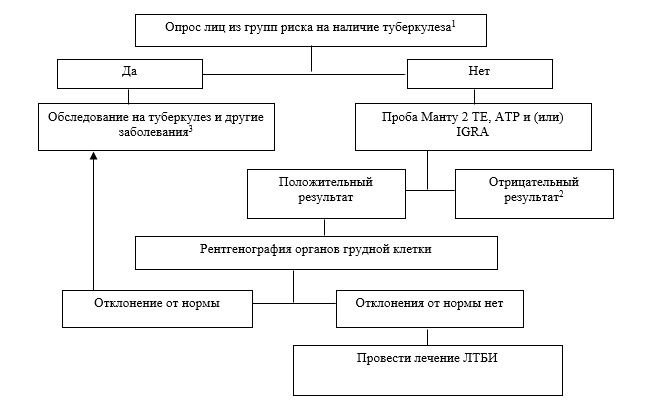 Опрос лиц из групп риска на наличие туберкулеза¹
Да
Нет
Обследование на туберкулез и другие
заболевания³
Проба Манту 2 ТЕ, АТР и (или)
IGRA
Положительный
результат
Отрицательный
результат²
Рентгенография органов грудной клетки
Отклонение от нормы
Отклонения от нормы нет
Провести лечение ЛТБИ